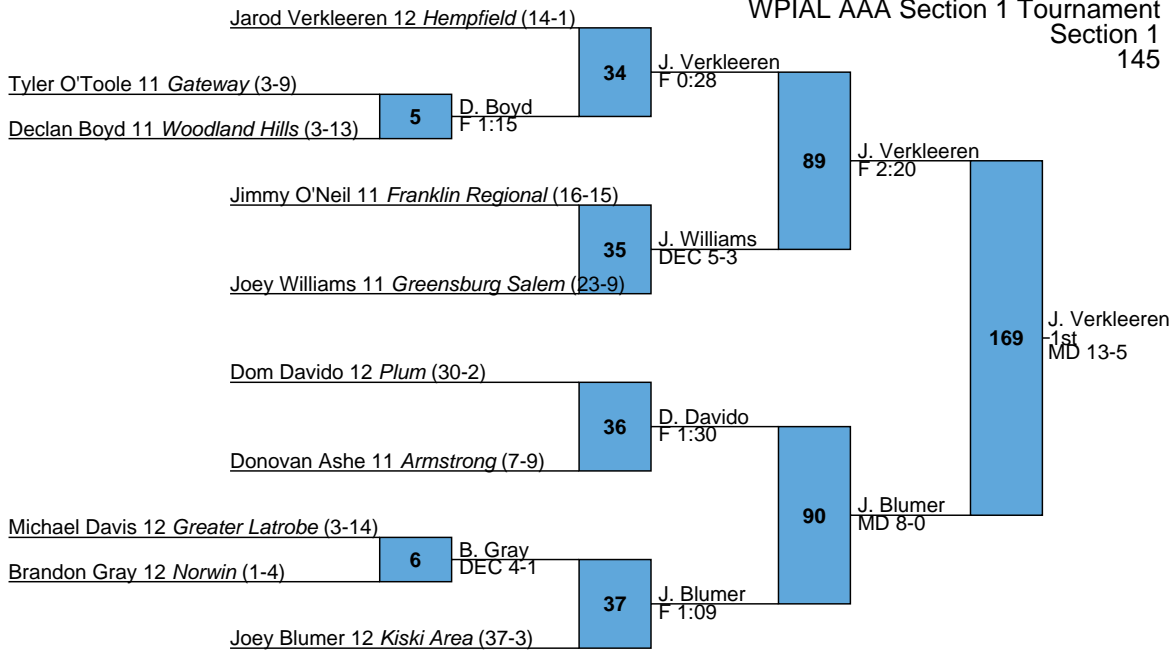 WPIAL AAA Section 1 Tournament
Section 1
145
Jarod Verkleeren 12 Hempfield (14-1)
34
J. Verkleeren
F 0:28
Tyler O'Toole 11 Gateway (3-9)
5
D. Boyd
F 1:15
Declan Boyd 11 Woodland Hills (3-13)
89
J. Verkleeren
F 2:20
Jimmy O'Neil 11 Franklin Regional (16-15)
35
J. Williams
DEC 5-3
Joey Williams 11 Greensburg Salem (23-9)
169
J. Verkleeren
1st
MD 13-5
Dom Davido 12 Plum (30-2)
36
D. Davido
F 1:30
Donovan Ashe 11 Armstrong (7-9)
90
J. Blumer
MD 8-0
Michael Davis 12 Greater Latrobe (3-14)
6
B. Gray
DEC 4-1
Brandon Gray 12 Norwin (1-4)
37
J. Blumer
F 1:09
Joey Blumer 12 Kiski Area (37-3)